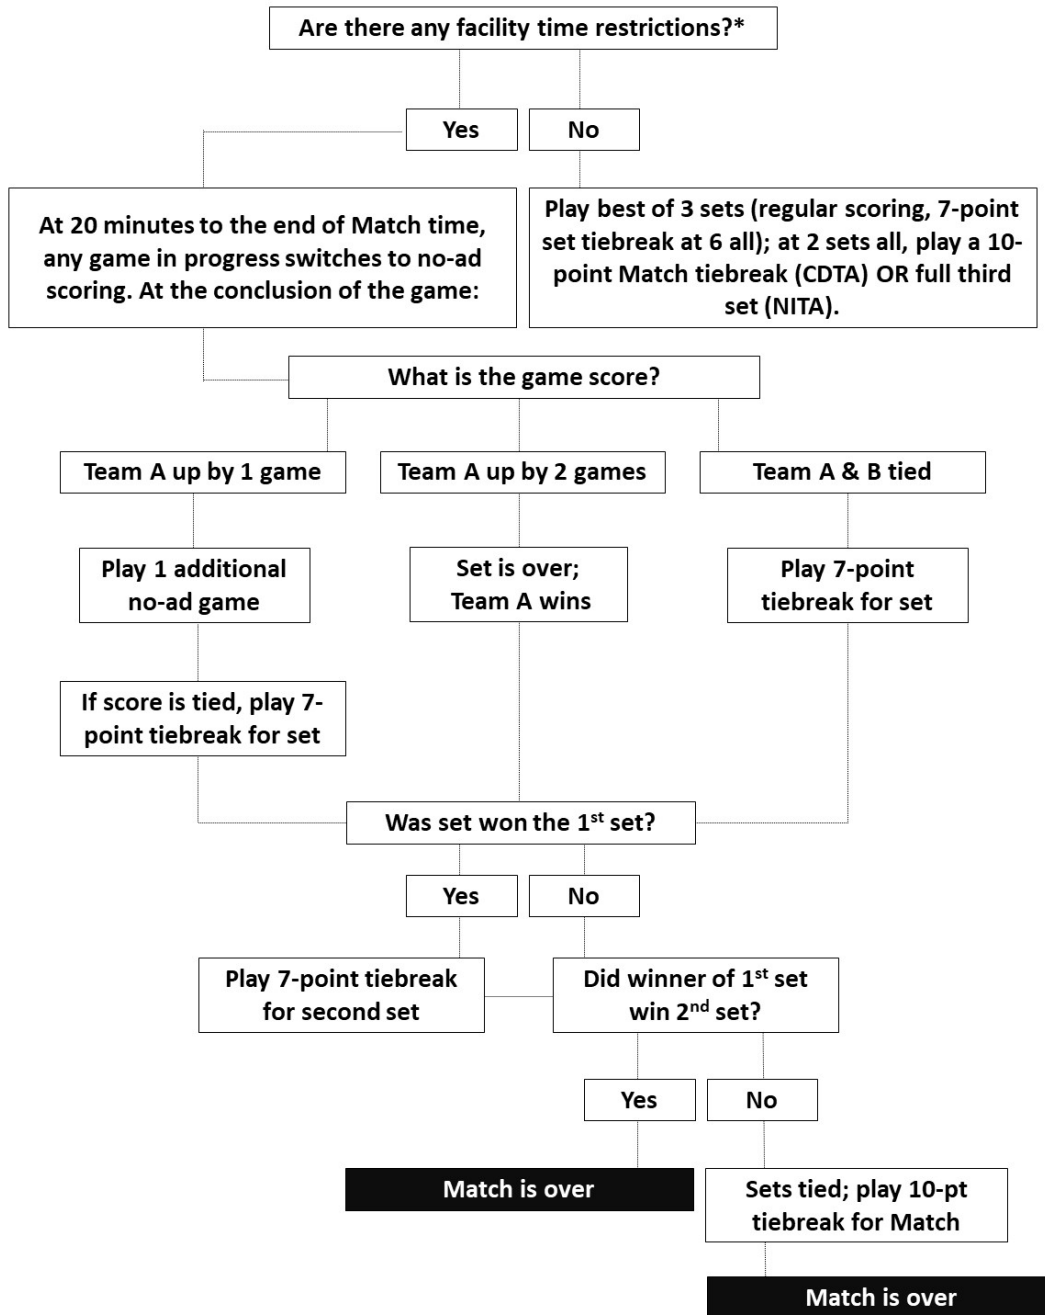 Are there any facility time restrictions?*
Yes
No
At 20 minutes to the end of Match time,
any game in progress switches to no-ad
scoring. At the conclusion of the game:
Play best of 3 sets (regular scoring, 7-point
set tiebreak at 6 all); at 2 sets all, play a 10-
point Match tiebreak (CDTA) OR full third
set (NITA).
What is the game score?
Team A up by 1 game
Team A up by 2 games
Team A & B tied
Play 1 additional
no-ad game
Set is over;
Team A wins
Play 7-point
tiebreak for set
If score is tied, play 7-
point tiebreak for set
Was set won the 1st set?
Yes
No
Play 7-point tiebreak
for second set
Did winner of 1st set
win 2nd set?
Yes
No
Match is over
Sets tied; play 10-pt
tiebreak for Match
Match is over